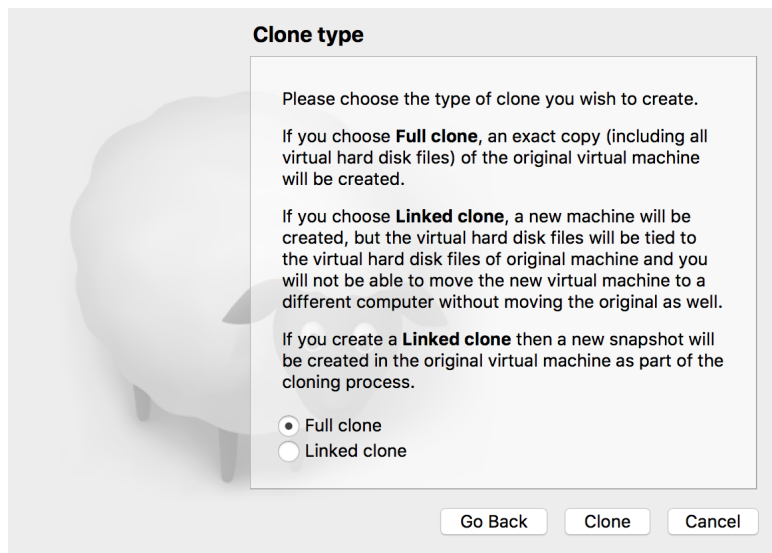 Clone type
Please choose the type of clone you wish to create.
If you choose Full clone, an exact copy (including all
virtual hard disk files) of the original virtual machine
will be created.
If you choose Linked clone, a new machine will be
created, but the virtual hard disk files will be tied to
the virtual hard disk files of original machine and you
will not be able to move the new virtual machine to a
different computer without moving the original as well.
If you create a Linked clone then a new snapshot will
be created in the original virtual machine as part of the
cloning process.
Full clone
Linked clone
Go Back Clone Cancel